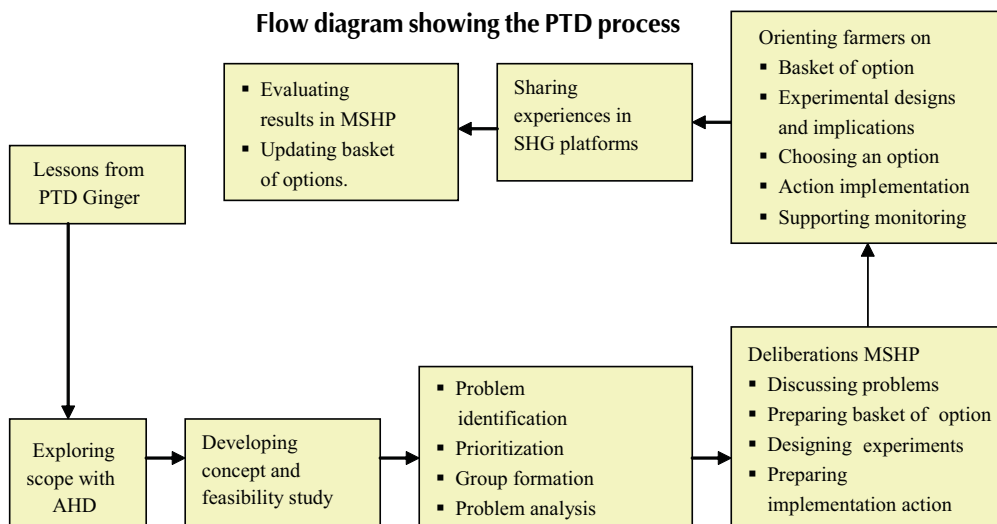 Flow diagram showing the PTD process
Lessons from
PTD Ginger
Exploring
scope with
AHD
Developing
concept and
feasibility study
▪ Problem
identification
▪ Prioritization
▪ Group formation
▪ Problem analysis
Deliberations MSHP
▪ Discussing problems
▪ Preparing basket of option
▪ Designing experiments
▪ Preparing
implementation action
Orienting farmers on
▪ Basket of option
▪ Experimental designs
and implications
▪ Choosing an option
▪ Action implementation
▪ Supporting monitoring
Sharing
experiences in
SHG platforms
▪ Evaluating
results in MSHP
▪ Updating basket
of options.